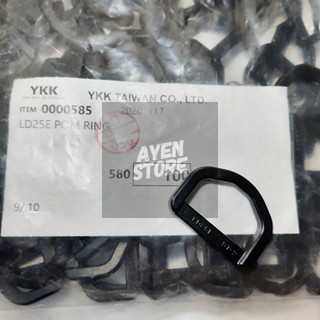 YKK YKK TAIWAN CO., LTD.
ITEM 0000585
LD25E POM RING
AYEN
STORE
580 100
9/10